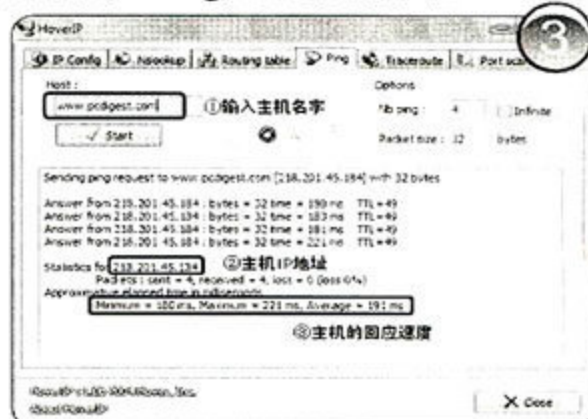 HoverIP
3
IP Config Nslookup Routing table Ping Traceroute Port scan
Host :
Options
www.pcdigest.com
①输入主机名字
Nb ping : 4 Infinite
Start
Packet size : 32 bytes
Sending ping request to www.pcdigest.com [218.201.45.184] with 32 bytes
Answer from 218.201.45.184 : bytes = 32 time = 190 ms TTL=49
Answer from 218.201.45.184 : bytes = 32 time = 183 ms TTL=49
Answer from 218.201.45.184 : bytes = 32 time = 181 ms TTL=49
Answer from 218.201.45.184 : bytes = 32 time = 221 ms TTL=49
Statistics for 218.201.45.184
②主机IP地址
Packets : sent = 4, received = 4, lost = 0 (loss 0%)
Approximative elapsed time in milliseconds
Minimum = 180 ms, Maximum = 221 ms, Average = 191 ms
③主机的回应速度
Close